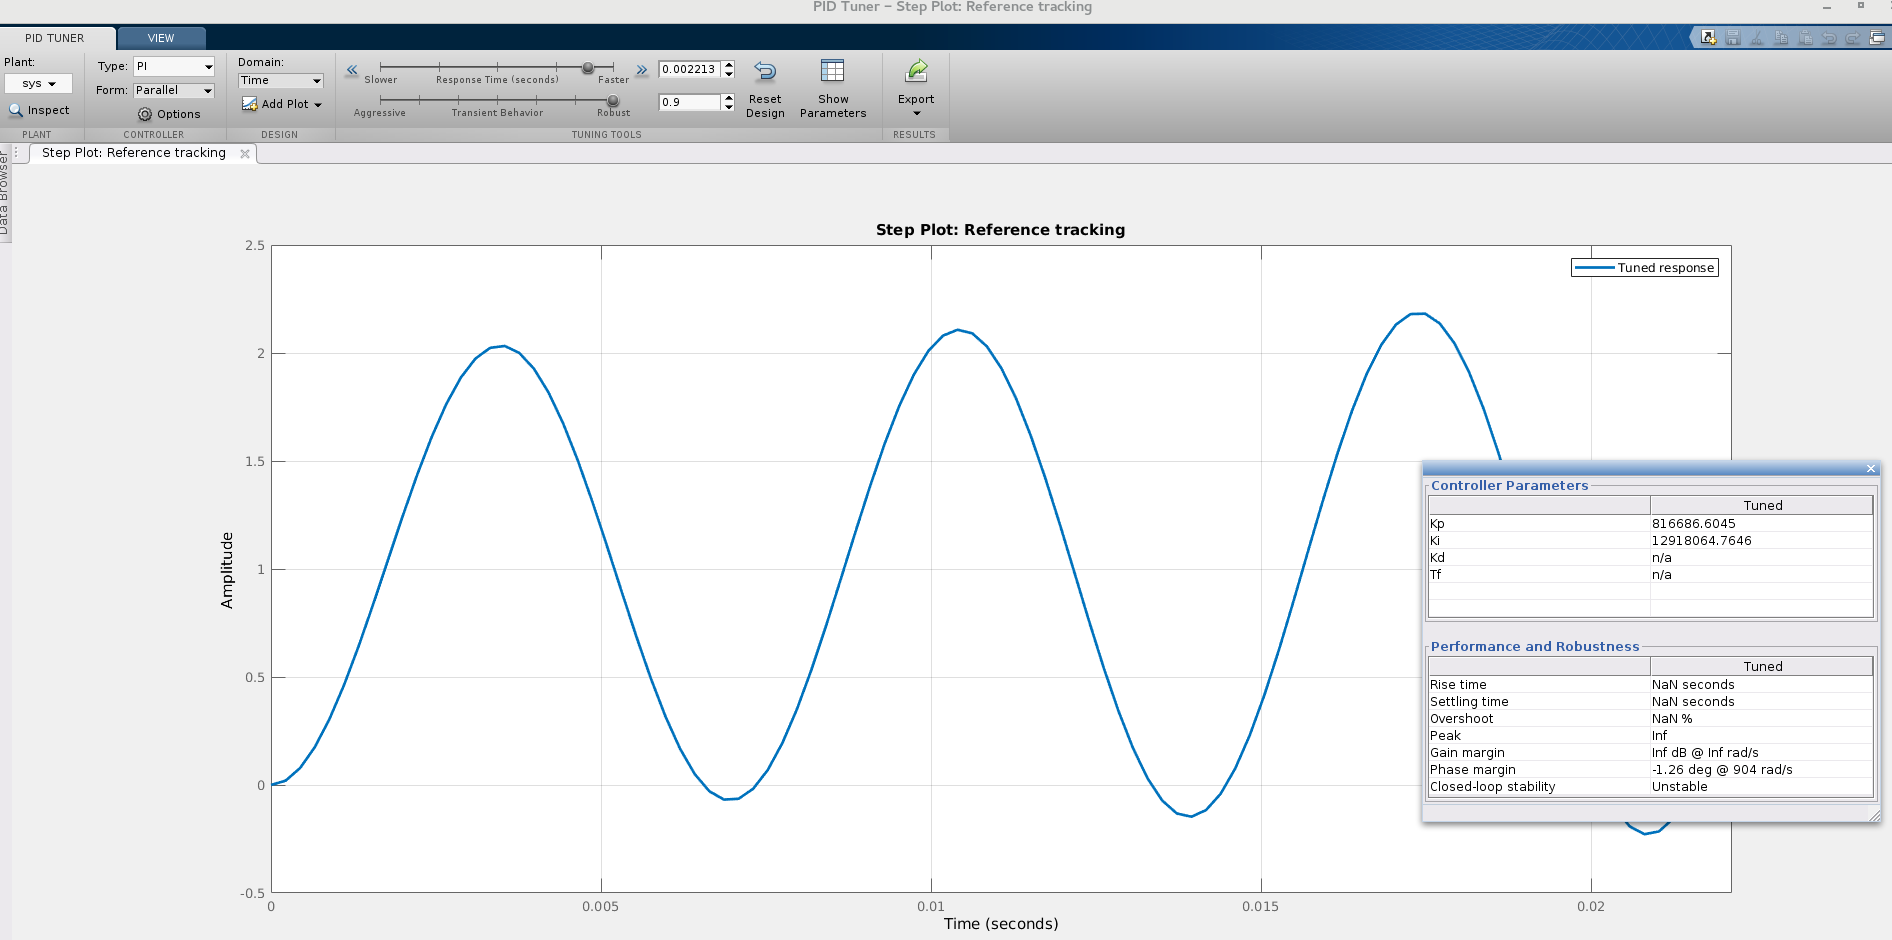 PID Tuner – Step Plot: Reference tracking
PID TUNER
VIEW
Plant:
sys
Inspect
PLANT
Type: PI
Form: Parallel
Options
CONTROLLER
Domain:
Time
Add Plot
DESIGN
Slower Response Time (seconds) Faster
0.002213
Aggressive Transient Behavior Robust
0.9
Reset
Design
Show
Parameters
TUNING TOOLS
Export
RESULTS
Data Browser
Step Plot: Reference tracking
Step Plot: Reference tracking
Tuned response
Amplitude
2.5
2
1.5
1
0.5
0
-0.5
0 0.005 0.01 0.015 0.02
Time (seconds)
Controller Parameters
Tuned
Kp 816686.6045
Ki 12918064.7646
Kd n/a
Tf n/a
Performance and Robustness
Tuned
Rise time NaN seconds
Settling time NaN seconds
Overshoot NaN %
Peak Inf
Gain margin Inf dB @ Inf rad/s
Phase margin -1.26 deg @ 904 rad/s
Closed-loop stability Unstable